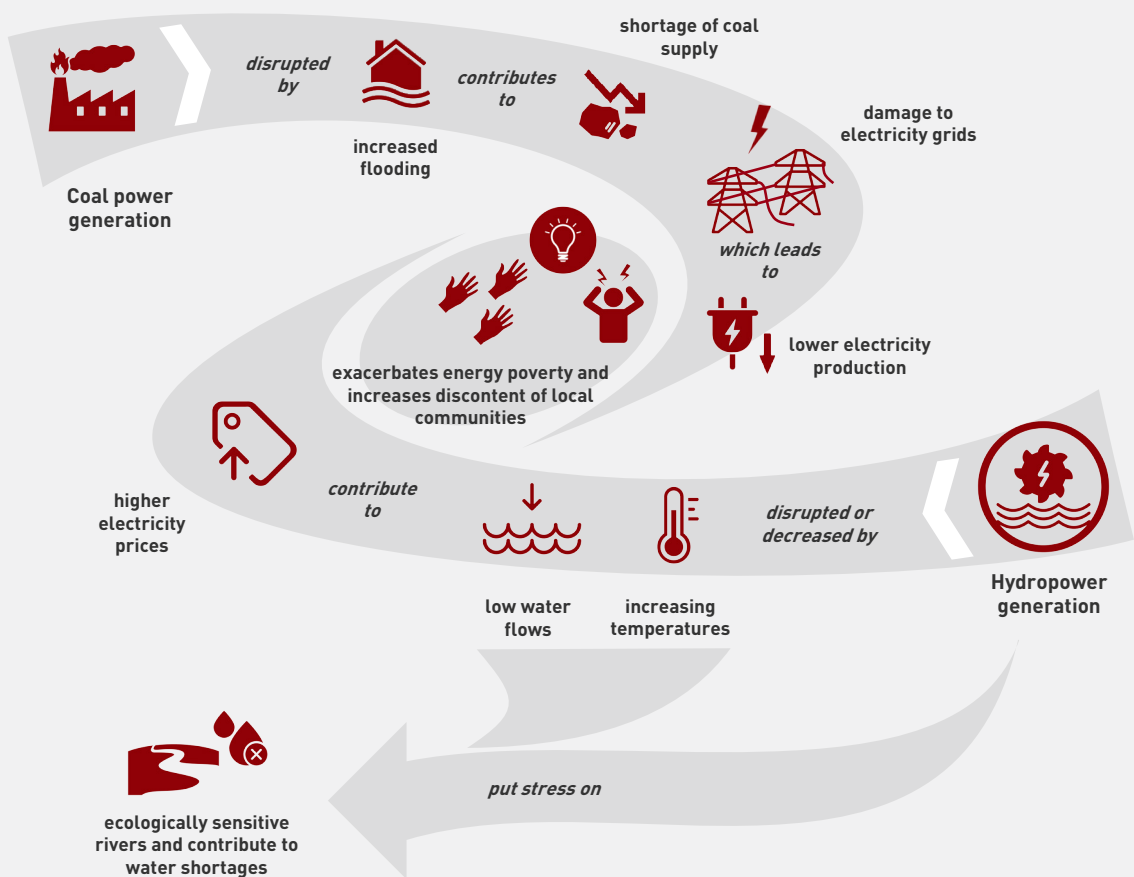 Coal power
generation
disrupted
by
increased
flooding
contributes
to
shortage of coal
supply
damage to
electricity grids
which leads
to
lower electricity
production
exacerbates energy poverty and
increases discontent of local
communities
Hydropower
generation
disrupted or
decreased by
increasing
temperatures
low water
flows
contribute
to
higher
electricity
prices
put stress on
ecologically sensitive
rivers and contribute to
water shortages